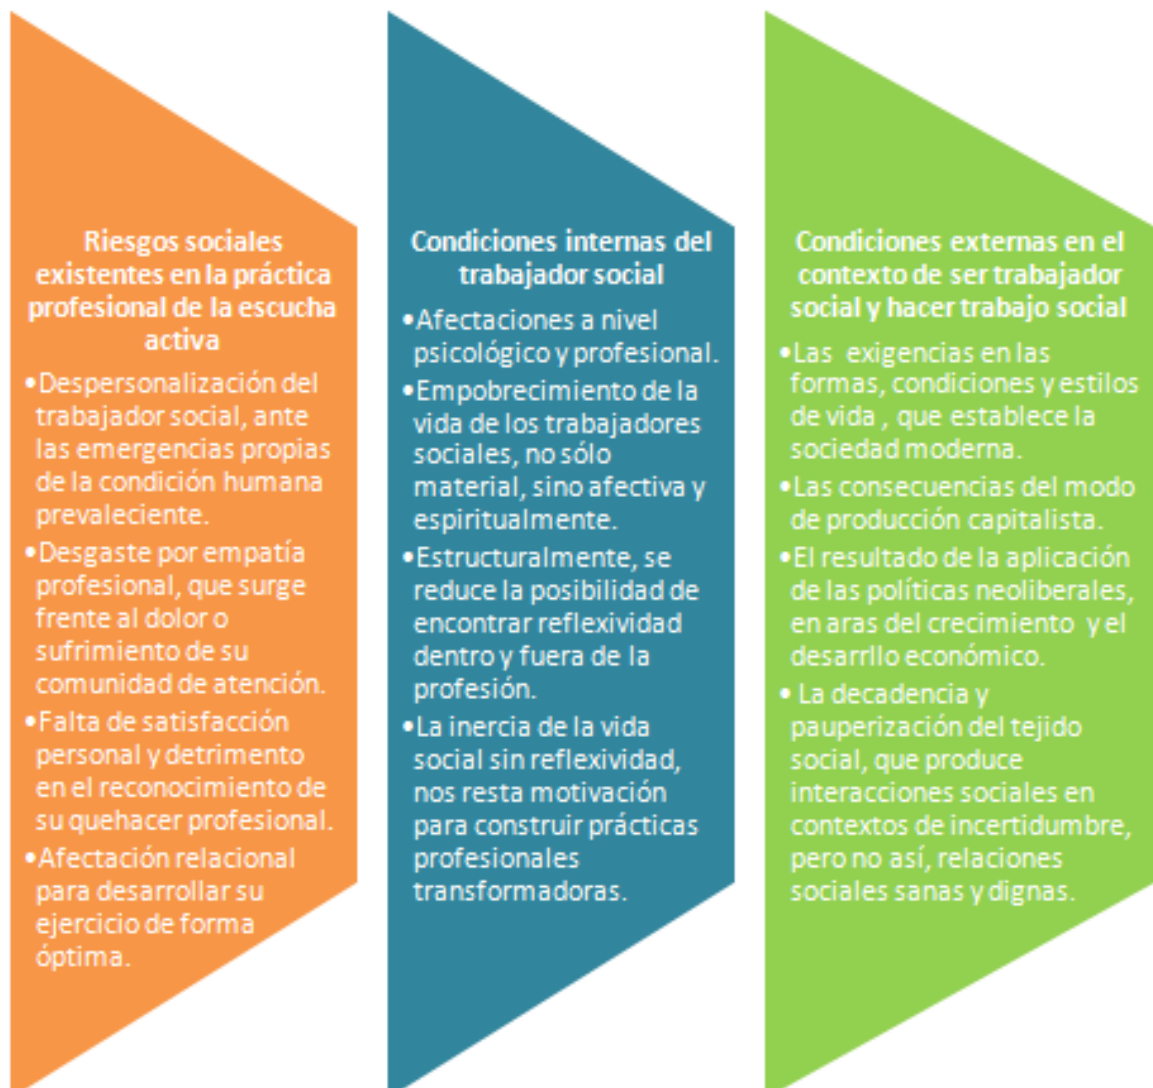 Riesgos sociales
existentes en la práctica
profesional de la escucha
activa
•Despersonalización del
trabajador social, ante
las emergencias propias
de la condición humana
prevaleciente.
•Desgaste por empatía
profesional, que surge
frente al dolor o
sufrimiento de su
comunidad de atención.
•Falta de satisfacción
personal y detrimento
en el reconocimiento de
su quehacer profesional.
•Afectación relacional
para desarrollar su
ejercicio de forma
óptima.
Condiciones internas del
trabajador social
•Afectaciones a nivel
psicológico y profesional.
•Empobrecimiento de la
vida de los trabajadores
sociales, no sólo
material, sino afectiva y
espiritualmente.
•Estructuralmente, se
reduce la posibilidad de
encontrar reflexividad
dentro y fuera de la
profesión.
•La inercia de la vida
social sin reflexividad,
nos resta motivación
para construir prácticas
profesionales
transformadoras.
Condiciones externas en el
contexto de ser trabajador
social y hacer trabajo social
•Las exigencias en las
formas, condiciones y estilos
de vida , que establece la
sociedad moderna.
•Las consecuencias del modo
de producción capitalista.
•El resultado de la aplicación
de las políticas neoliberales,
en aras del crecimiento y el
desarrllo económico.
• La decadencia y
pauperización del tejido
social, que produce
interacciones sociales en
contextos de incertidumbre,
pero no así, relaciones
sociales sanas y dignas.